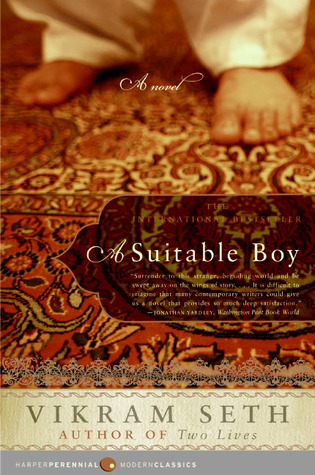 A novel
THE
INTERNATIONAL BESTSELLER
A Suitable Boy
"Surrender to this strange, beguiling world and be
swept away on the wings of story. . . . It is difficult to
imagine that many contemporary writers could give
us a novel that provides so much deep satisfaction."
—JONATHAN YARDLEY, Washington Post Book World
VIKRAM SETH
AUTHOR OF Two Lives
HARPERPERENNIAL MODERNCLASSICS